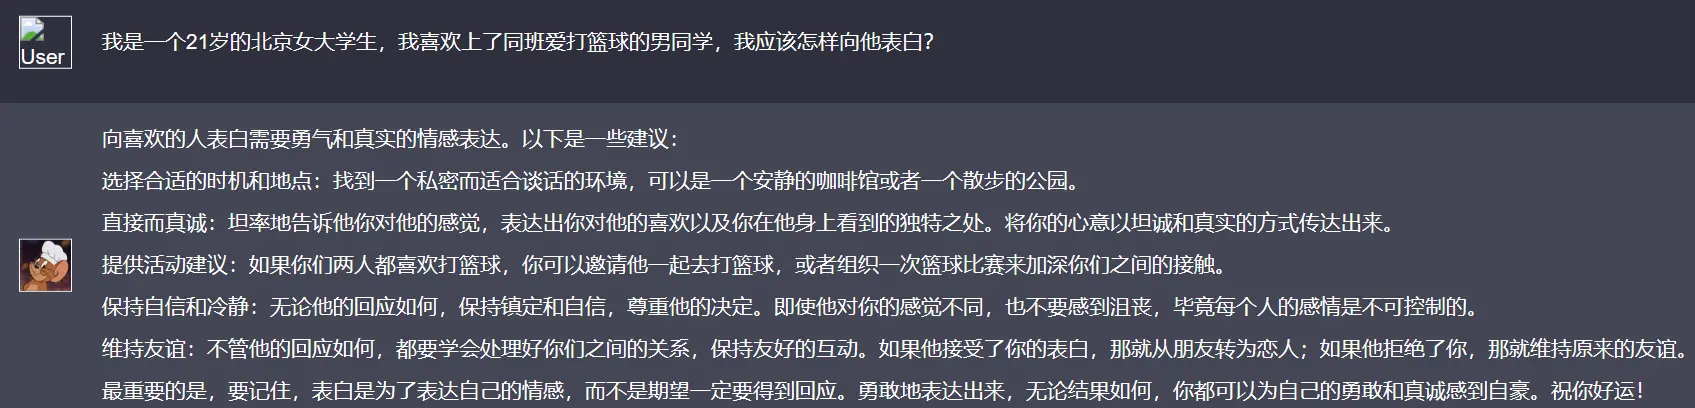 User
我是一个21岁的北京女大学生，我喜欢上了同班爱打篮球的男同学，我应该怎样向他表白？
向喜欢的人表白需要勇气和真实的情感表达。以下是一些建议：
选择合适的时机和地点：找到一个私密而适合谈话的环境，可以是一个安静的咖啡馆或者一个散步的公园。
直接而真诚：坦率地告诉他你对他的感觉，表达出你对他的喜欢以及你在他身上看到的独特之处。将你的心意以坦诚和真实的方式传达出来。
提供活动建议：如果你们两人都喜欢打篮球，你可以邀请他一起去打篮球，或者组织一次篮球比赛来加深你们之间的接触。
保持自信和冷静：无论他的回应如何，保持镇定和自信，尊重他的决定。即使他对你的感觉不同，也不要感到沮丧，毕竟每个人的感情是不可控制的。
维持友谊：不管他的回应如何，都要学会处理好你们之间的关系，保持友好的互动。如果他接受了你的表白，那就从朋友转为恋人；如果他拒绝了你，那就维持原来的友谊。
最重要的是，要记住，表白是为了表达自己的情感，而不是期望一定要得到回应。勇敢地表达出来，无论结果如何，你都可以为自己的勇敢和真诚感到自豪。祝你好运！